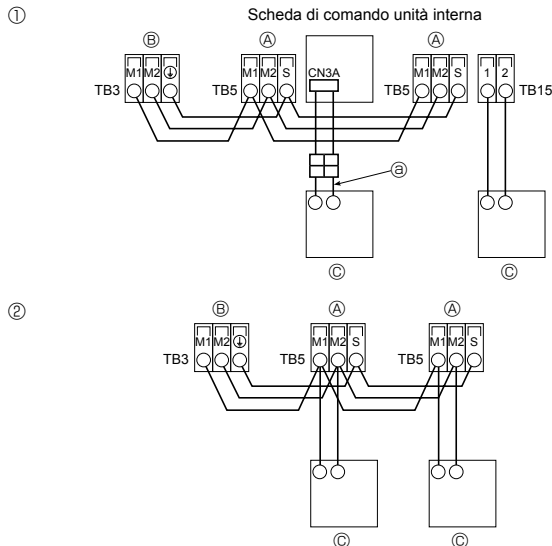 ① Scheda di comando unità interna
Ⓑ Ⓐ Ⓐ
M1 M2 ⏚ M1 M2 S CN3A M1 M2 S 1 2
TB3 TB5 TB5 TB15
ⓐ
Ⓒ Ⓒ
② Ⓑ Ⓐ Ⓐ
M1 M2 ⏚ M1 M2 S M1 M2 S
TB3 TB5 TB5
Ⓒ Ⓒ